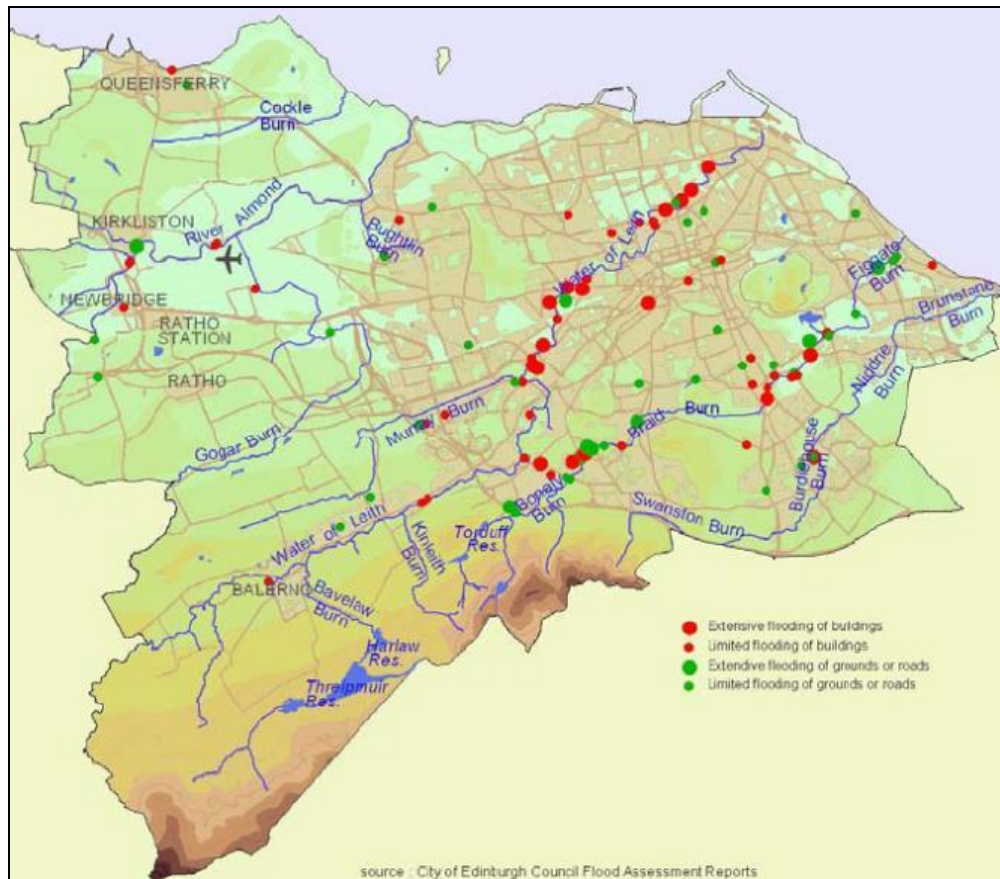 QUEENSFERRY
Cockle
Burn
KIRKLISTON
River Almond
Bughtlin
Burn
Water of Leith
Figgate
Burn
NEWBRIDGE
Brunstane
Burn
RATHO
STATION
RATHO
Niddrie
Burn
Murray Burn
Braid Burn
Gogar Burn
Burdiehouse
Burn
Bonaly
Burn
Swanston Burn
Water of Leith
Torduff
Res.
Kinleith
Burn
BALERNO
Bavelaw
Burn
Harlaw
Res.
Threipmuir
Res.
Extensive flooding of buildings
Limited flooding of buildings
Extendive flooding of grounds or roads
Limited flooding of grounds or roads
source : City of Edinburgh Council Flood Assessment Reports